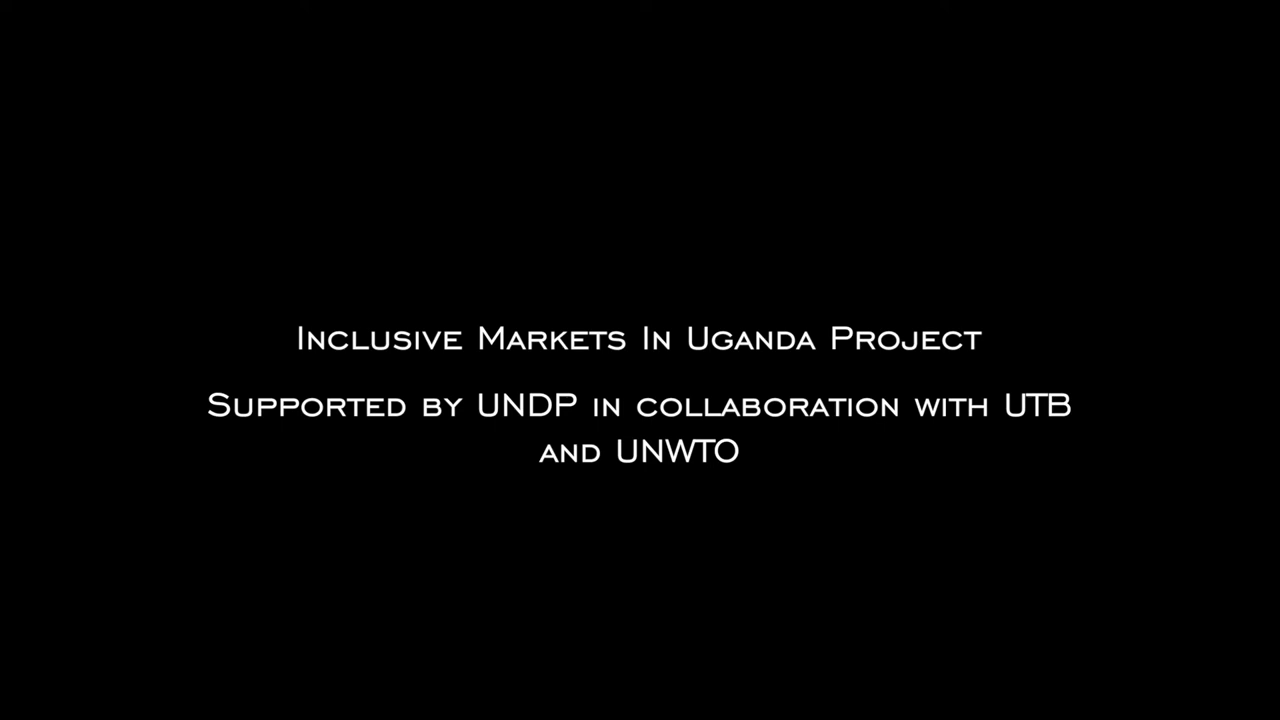 Inclusive Markets In Uganda Project
Supported by UNDP in collaboration with UTB
and UNWTO